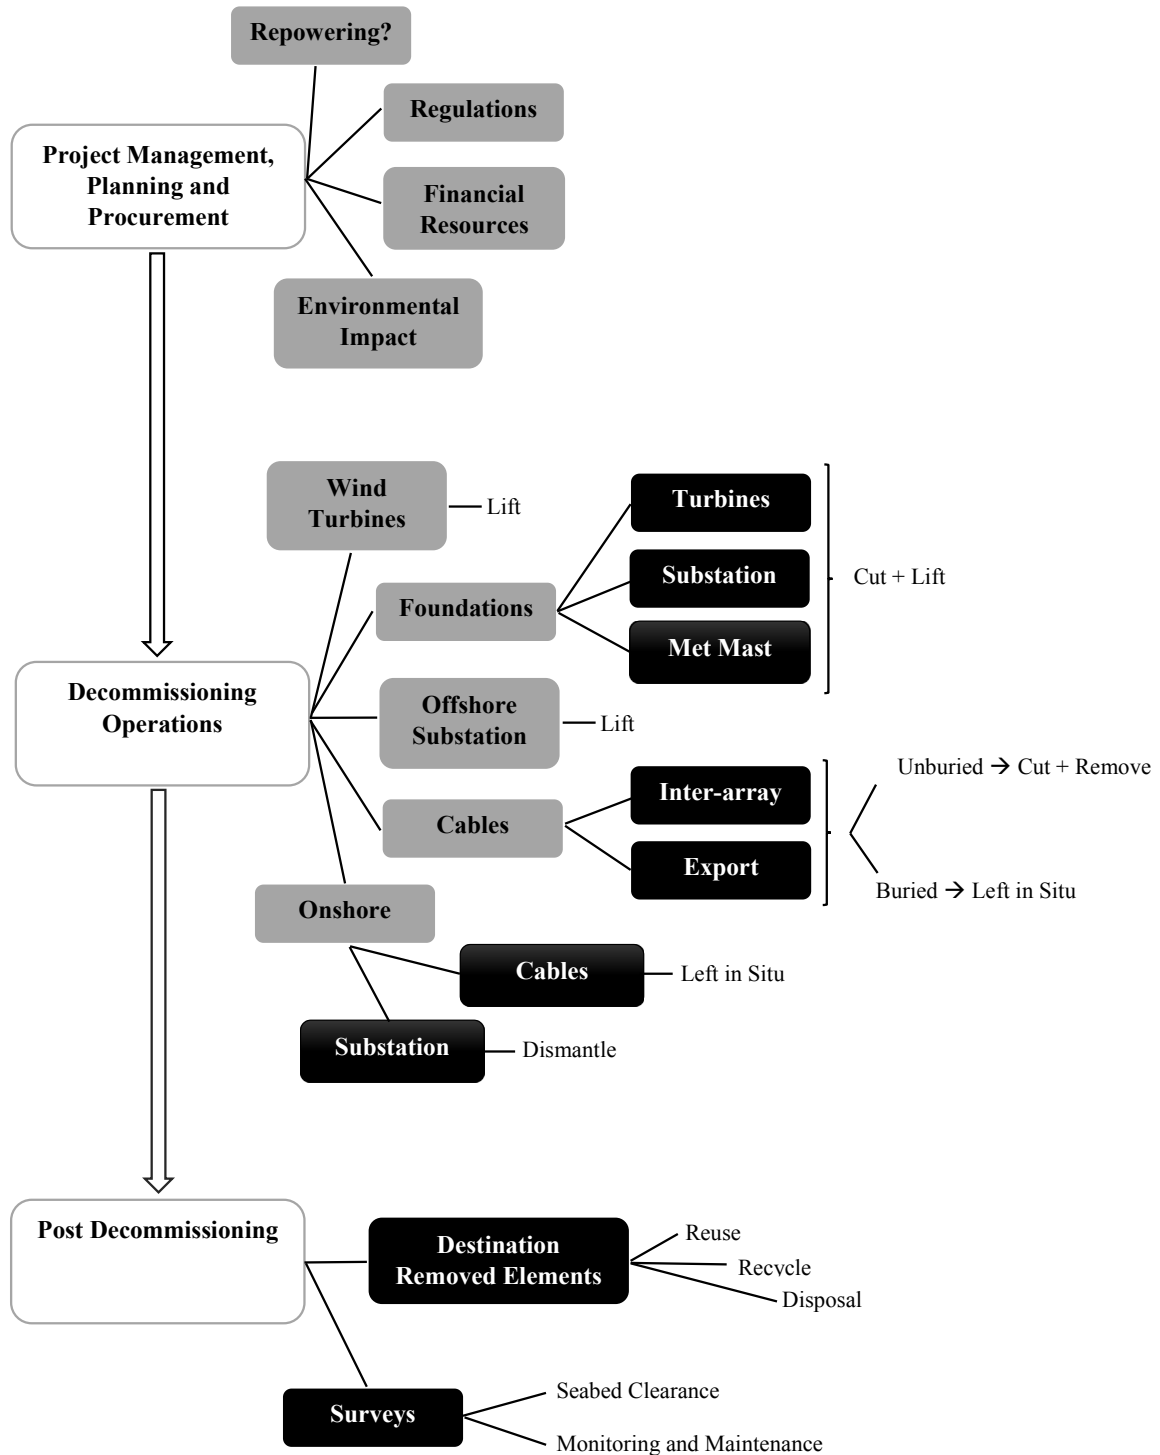 Repowering?
Regulations
Project Management,
Planning and
Procurement
Financial
Resources
Environmental
Impact
Wind
Turbines
Lift
Turbines
Substation
Cut + Lift
Foundations
Met Mast
Decommissioning
Operations
Offshore
Substation
Lift
Unburied → Cut + Remove
Inter-array
Cables
Export
Buried → Left in Situ
Onshore
Cables
Left in Situ
Substation
Dismantle
Post Decommissioning
Destination
Removed Elements
Reuse
Recycle
Disposal
Surveys
Seabed Clearance
Monitoring and Maintenance